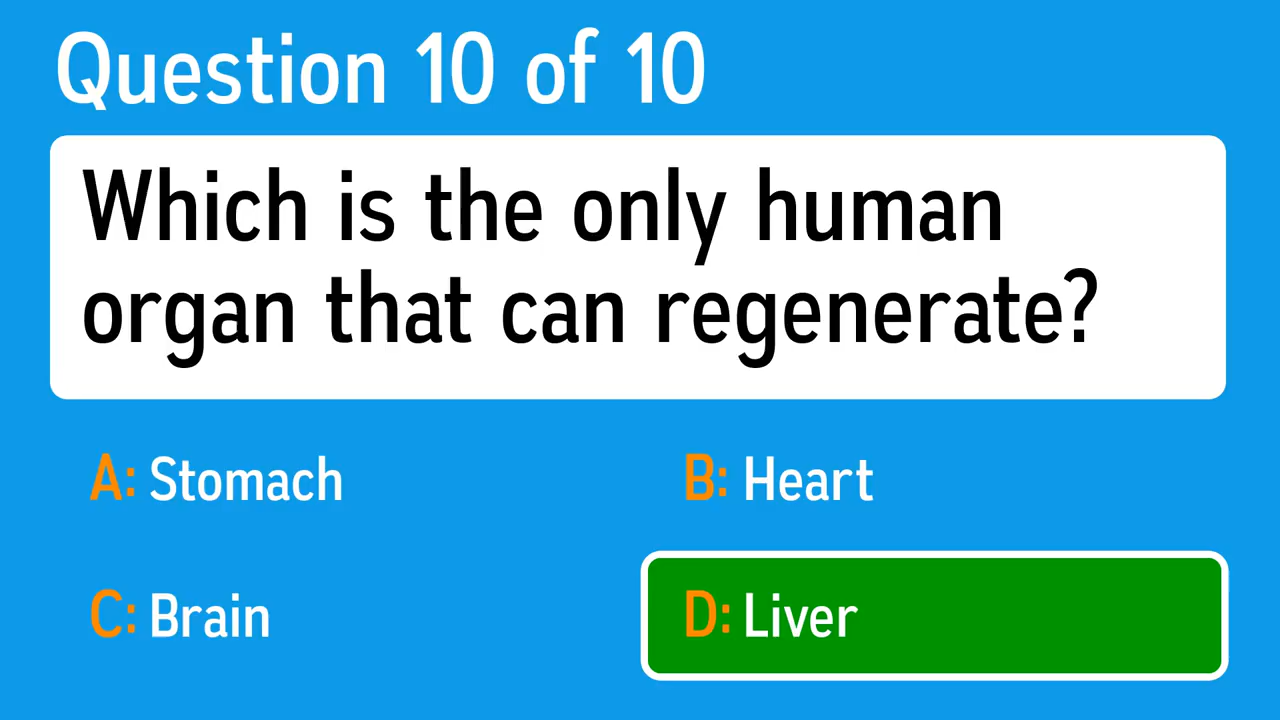 Question 10 of 10
Which is the only human
organ that can regenerate?
A: Stomach
B: Heart
C: Brain
D: Liver